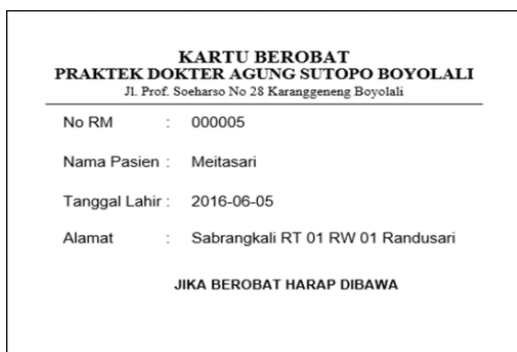 KARTU BEROBAT
PRAKTEK DOKTER AGUNG SUTOPO BOYOLALI
Jl. Prof. Soeharso No 28 Karanggeneng Boyolali
No RM : 000005
Nama Pasien : Meitasari
Tanggal Lahir : 2016-06-05
Alamat : Sabrangkali RT 01 RW 01 Randusari
JIKA BEROBAT HARAP DIBAWA